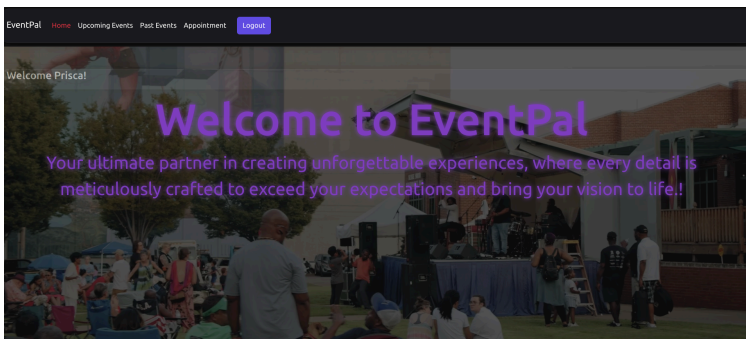 EventPal Home Upcoming Events Past Events Appointment Logout
Welcome Prisca!
Welcome to EventPal
Your ultimate partner in creating unforgettable experiences, where every detail is
meticulously crafted to exceed your expectations and bring your vision to life.!